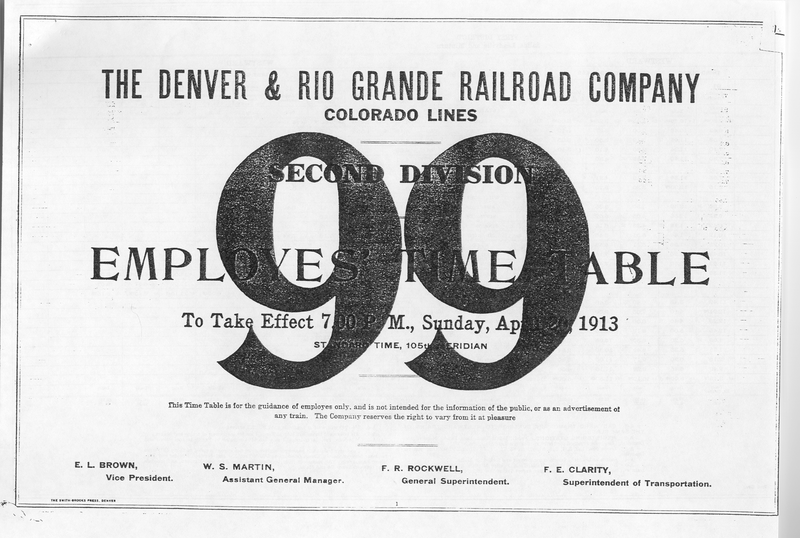 THE DENVER & RIO GRANDE RAILROAD COMPANY
COLORADO LINES
99
SECOND DIVISION
EMPLOYES' TIME TABLE
To Take Effect 7.00 P. M., Sunday, April 20, 1913
STANDARD TIME, 105th MERIDIAN
This Time Table is for the guidance of employes only, and is not intended for the information of the public, or as an advertisement of
any train. The Company reserves the right to vary from it at pleasure
E. L. BROWN,
Vice President.
W. S. MARTIN,
Assistant General Manager.
F. R. ROCKWELL,
General Superintendent.
F. E. CLARITY,
Superintendent of Transportation.
THE SMITH-BROOKS PRESS, DENVER
1